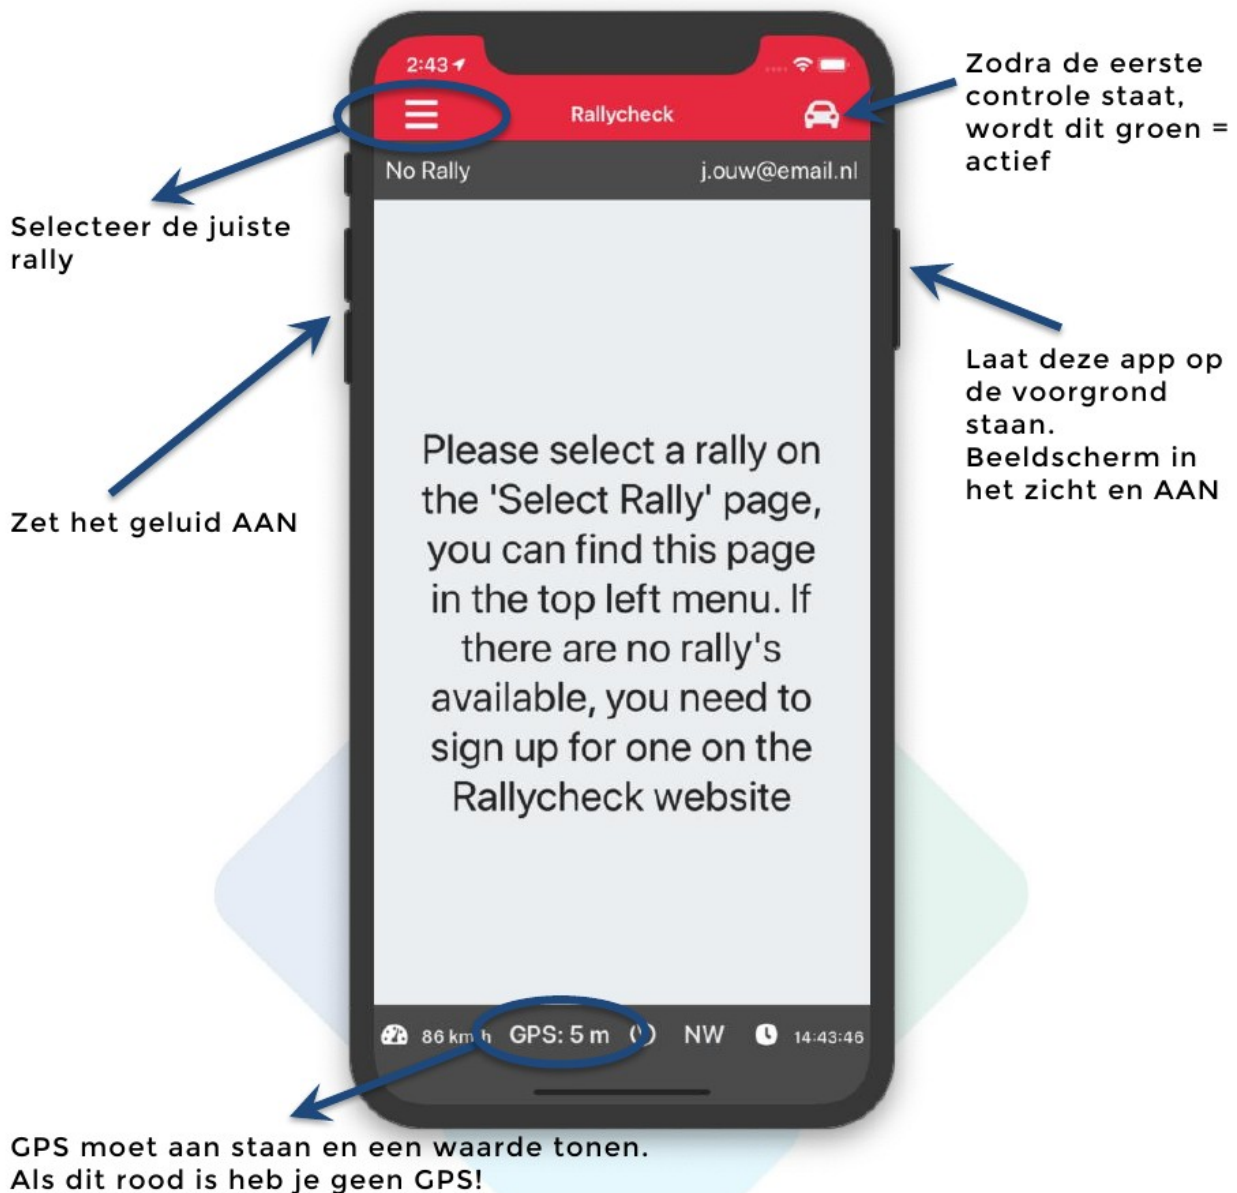 2:43
Rallycheck
No Rally
j.ouw@email.nl
Zodra de eerste
controle staat,
wordt dit groen =
actief
Selecteer de juiste
rally
Laat deze app op
de voorgrond
staan.
Beeldscherm in
het zicht en AAN
Zet het geluid AAN
Please select a rally on
the 'Select Rally' page,
you can find this page
in the top left menu. If
there are no rally's
available, you need to
sign up for one on the
Rallycheck website
86 km/h GPS: 5 m NW 14:43:46
GPS moet aan staan en een waarde tonen.
Als dit rood is heb je geen GPS!